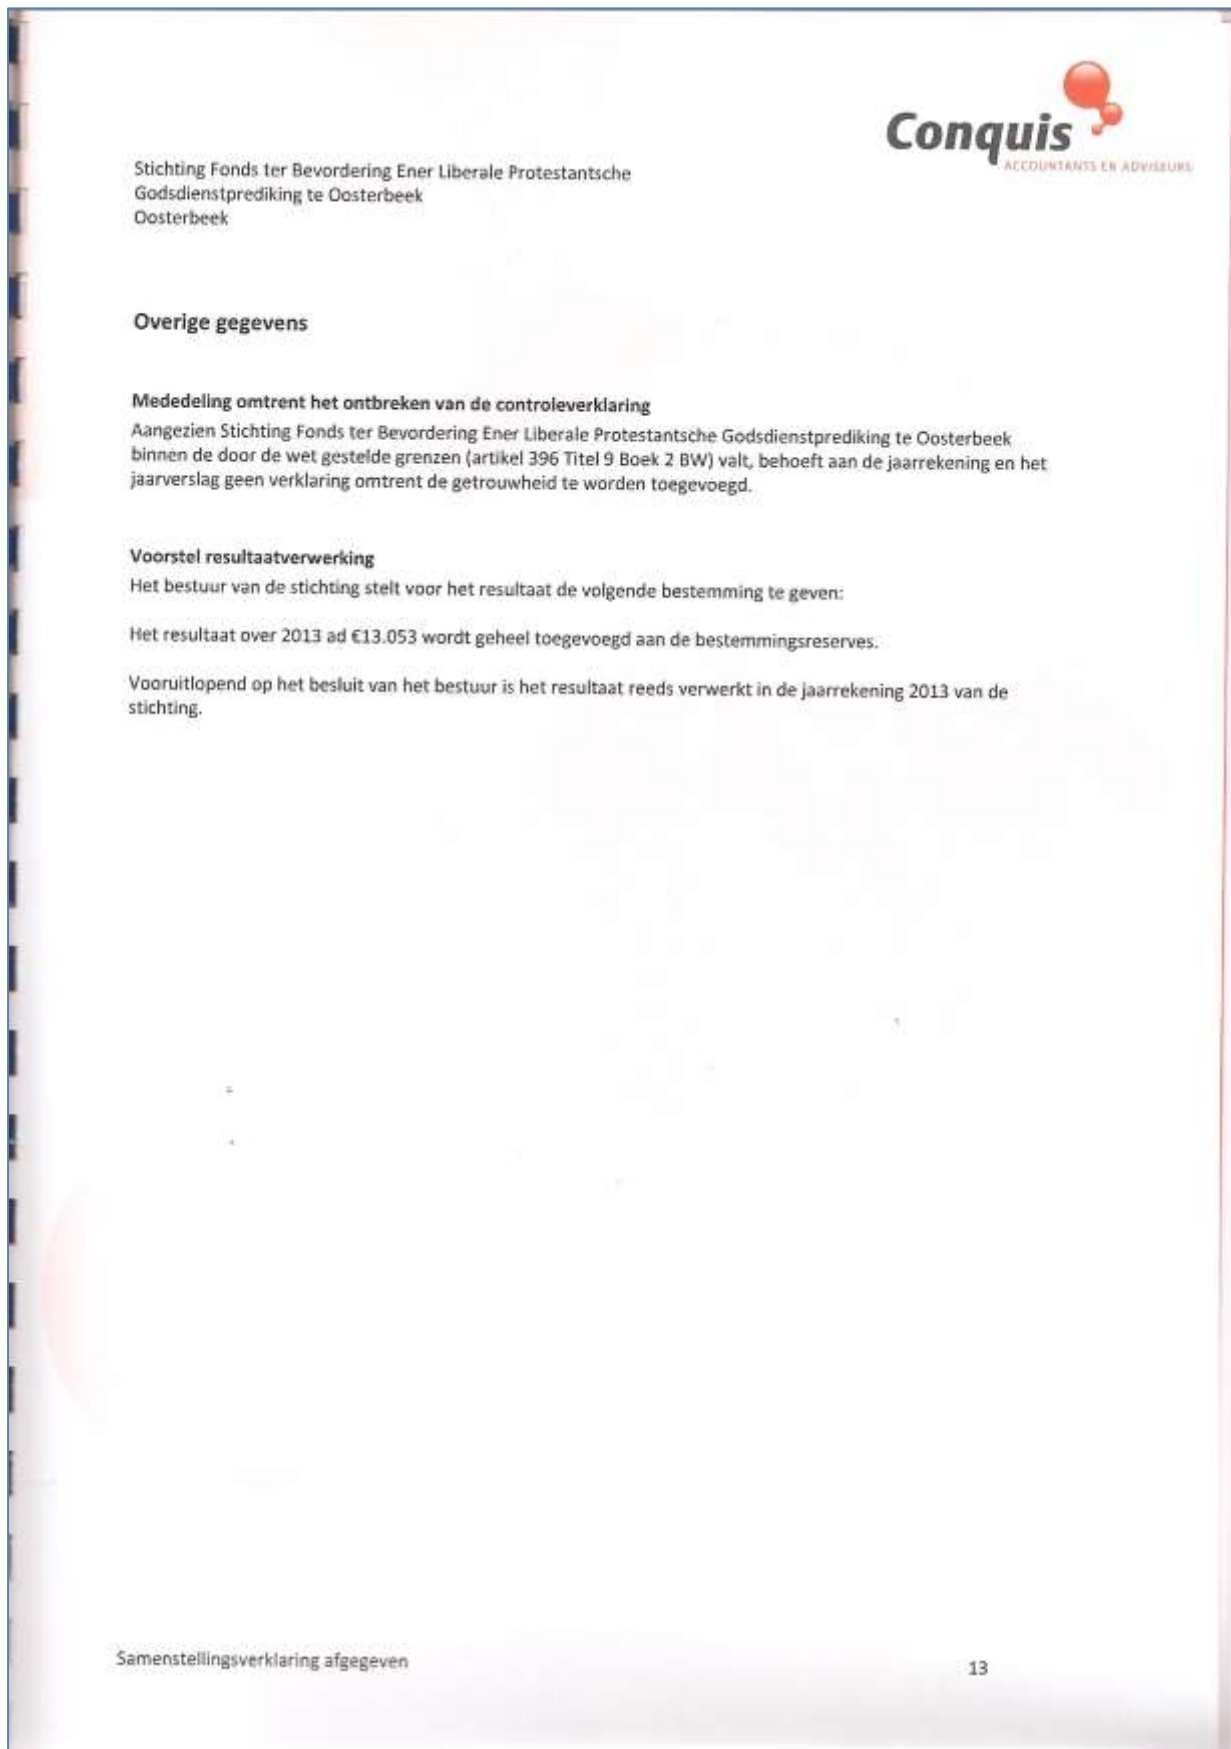 Conquis
ACCOUNTANTS EN ADVISEURS
Stichting Fonds ter Bevordering Ener Liberale Protestantsche
Godsdienstprediking te Oosterbeek
Oosterbeek
Overige gegevens
Mededeling omtrent het ontbreken van de controleverklaring
Aangezien Stichting Fonds ter Bevordering Ener Liberale Protestantsche Godsdienstprediking te Oosterbeek
binnen de door de wet gestelde grenzen (artikel 396 Titel 9 Boek 2 BW) valt, behoeft aan de jaarrekening en het
jaarverslag geen verklaring omtrent de getrouwheid te worden toegevoegd.
Voorstel resultaatverwerking
Het bestuur van de stichting stelt voor het resultaat de volgende bestemming te geven:
Het resultaat over 2013 ad €13.053 wordt geheel toegevoegd aan de bestemmingsreserves.
Vooruitlopend op het besluit van het bestuur is het resultaat reeds verwerkt in de jaarrekening 2013 van de
stichting.
Samenstellingsverklaring afgegeven
13